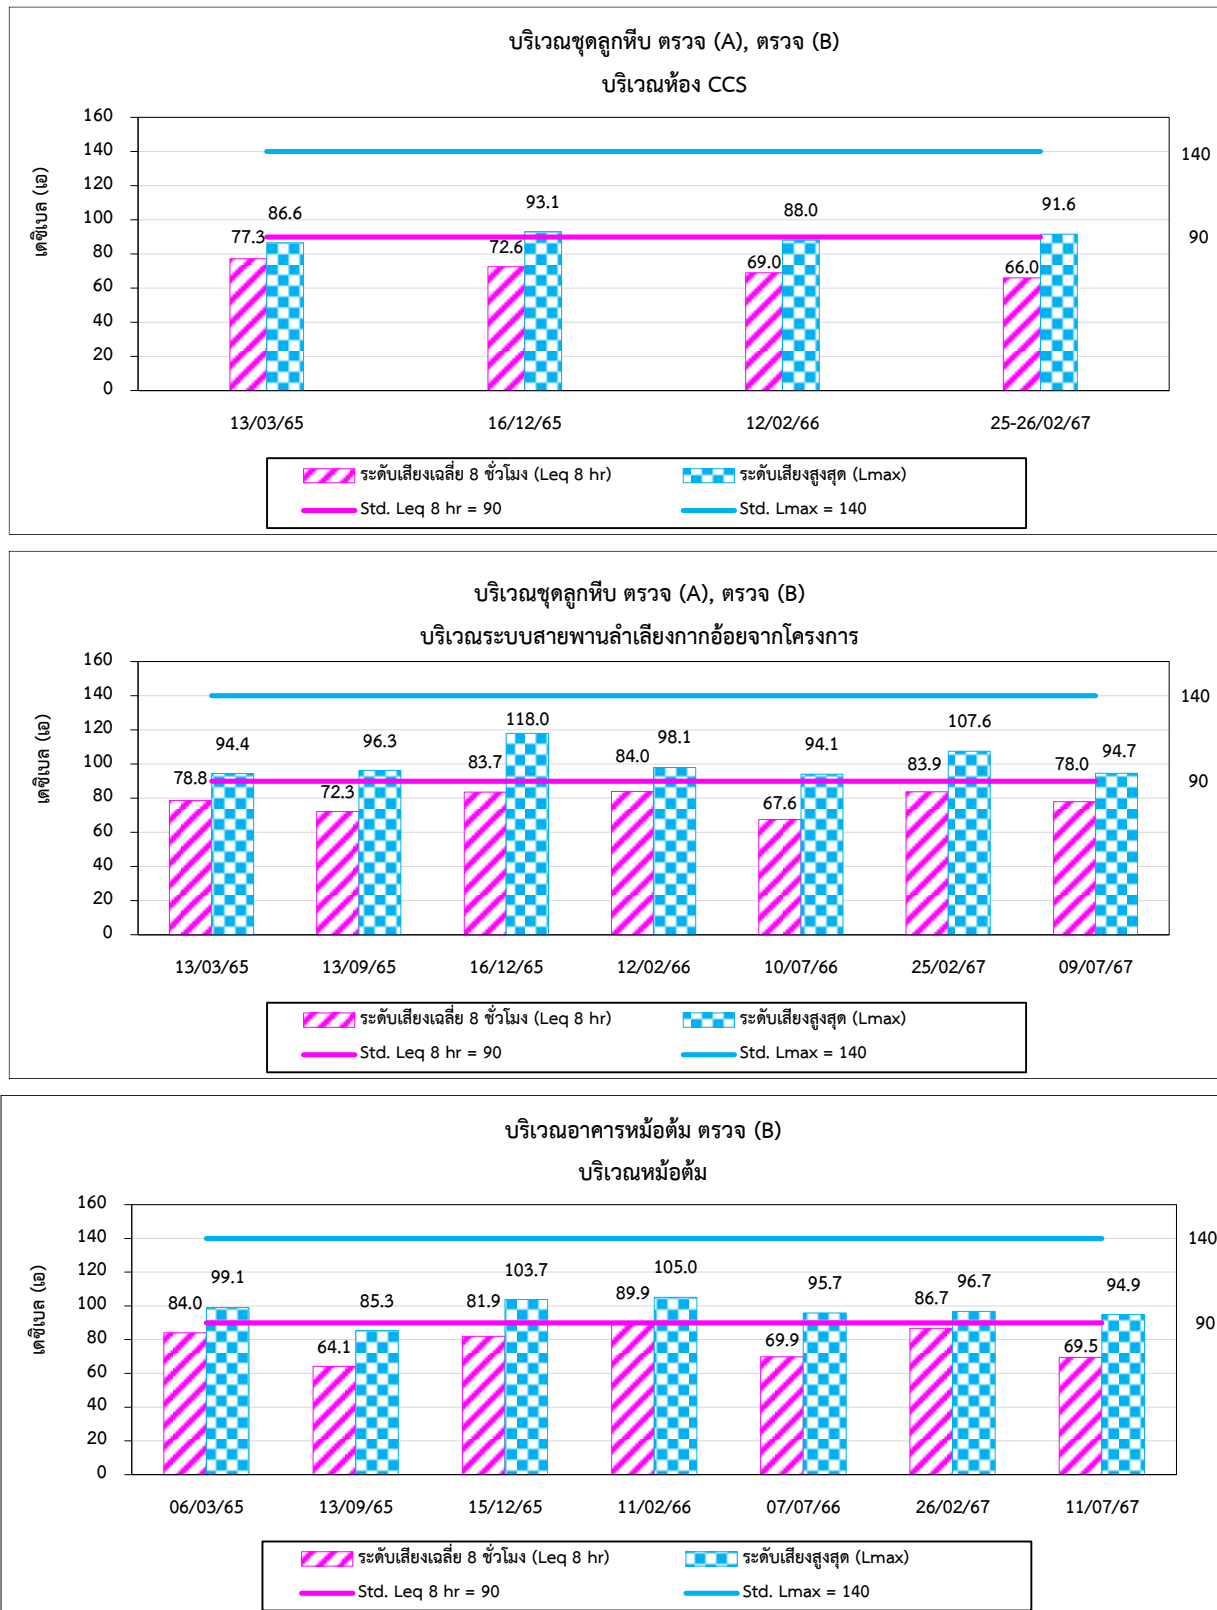 บริเวณชุดลูกหีบ ตรวจ (A), ตรวจ (B)
บริเวณห้อง CCS
เดซิเบล (เอ)
160
140
120
100
80
60
40
20
0
140
90
77.3 86.6 72.6 93.1 69.0 88.0 66.0 91.6
13/03/65 16/12/65 12/02/66 25-26/02/67
ระดับเสียงเฉลี่ย 8 ชั่วโมง (Leq 8 hr) ระดับเสียงสูงสุด (Lmax)
Std. Leq 8 hr = 90 Std. Lmax = 140
บริเวณชุดลูกหีบ ตรวจ (A), ตรวจ (B)
บริเวณระบบสายพานลำเลียงกากอ้อยจากโครงการ
เดซิเบล (เอ)
160
140
120
100
80
60
40
20
0
140
90
78.8 94.4 72.3 96.3 83.7 118.0 84.0 98.1 67.6 94.1 83.9 107.6 78.0 94.7
13/03/65 13/09/65 16/12/65 12/02/66 10/07/66 25/02/67 09/07/67
ระดับเสียงเฉลี่ย 8 ชั่วโมง (Leq 8 hr) ระดับเสียงสูงสุด (Lmax)
Std. Leq 8 hr = 90 Std. Lmax = 140
บริเวณอาคารหม้อต้ม ตรวจ (B)
บริเวณหม้อต้ม
เดซิเบล (เอ)
160
140
120
100
80
60
40
20
0
140
90
84.0 99.1 64.1 85.3 81.9 103.7 89.9 105.0 69.9 95.7 86.7 96.7 69.5 94.9
06/03/65 13/09/65 15/12/65 11/02/66 07/07/66 26/02/67 11/07/67
ระดับเสียงเฉลี่ย 8 ชั่วโมง (Leq 8 hr) ระดับเสียงสูงสุด (Lmax)
Std. Leq 8 hr = 90 Std. Lmax = 140